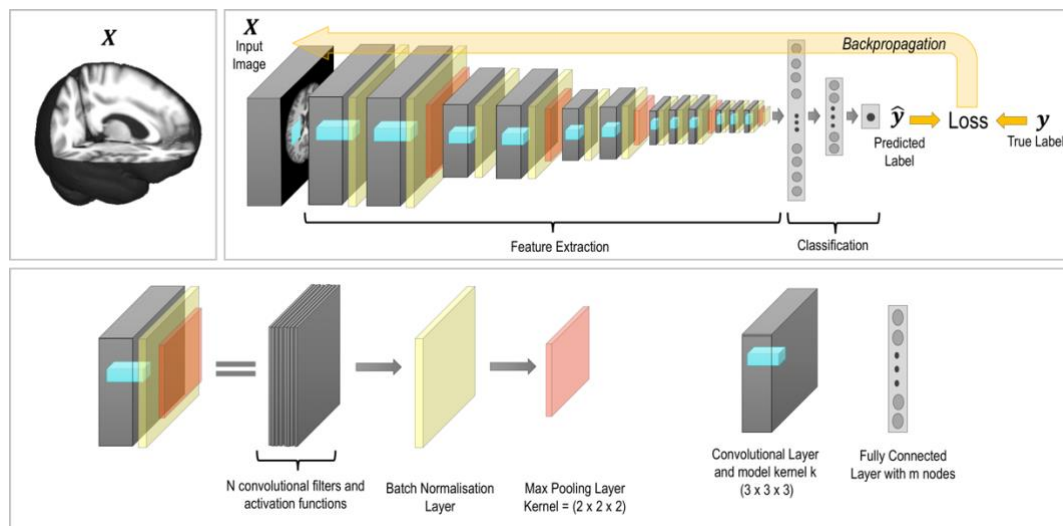 X
X
Input
Image
Backpropagation
ŷ
Loss
y
Predicted
Label
True Label
Feature Extraction
Classification
N convolutional filters and
activation functions
Batch Normalisation
Layer
Max Pooling Layer
Kernel = (2 x 2 x 2)
Convolutional Layer
and model kernel k
(3 x 3 x 3)
Fully Connected
Layer with m nodes